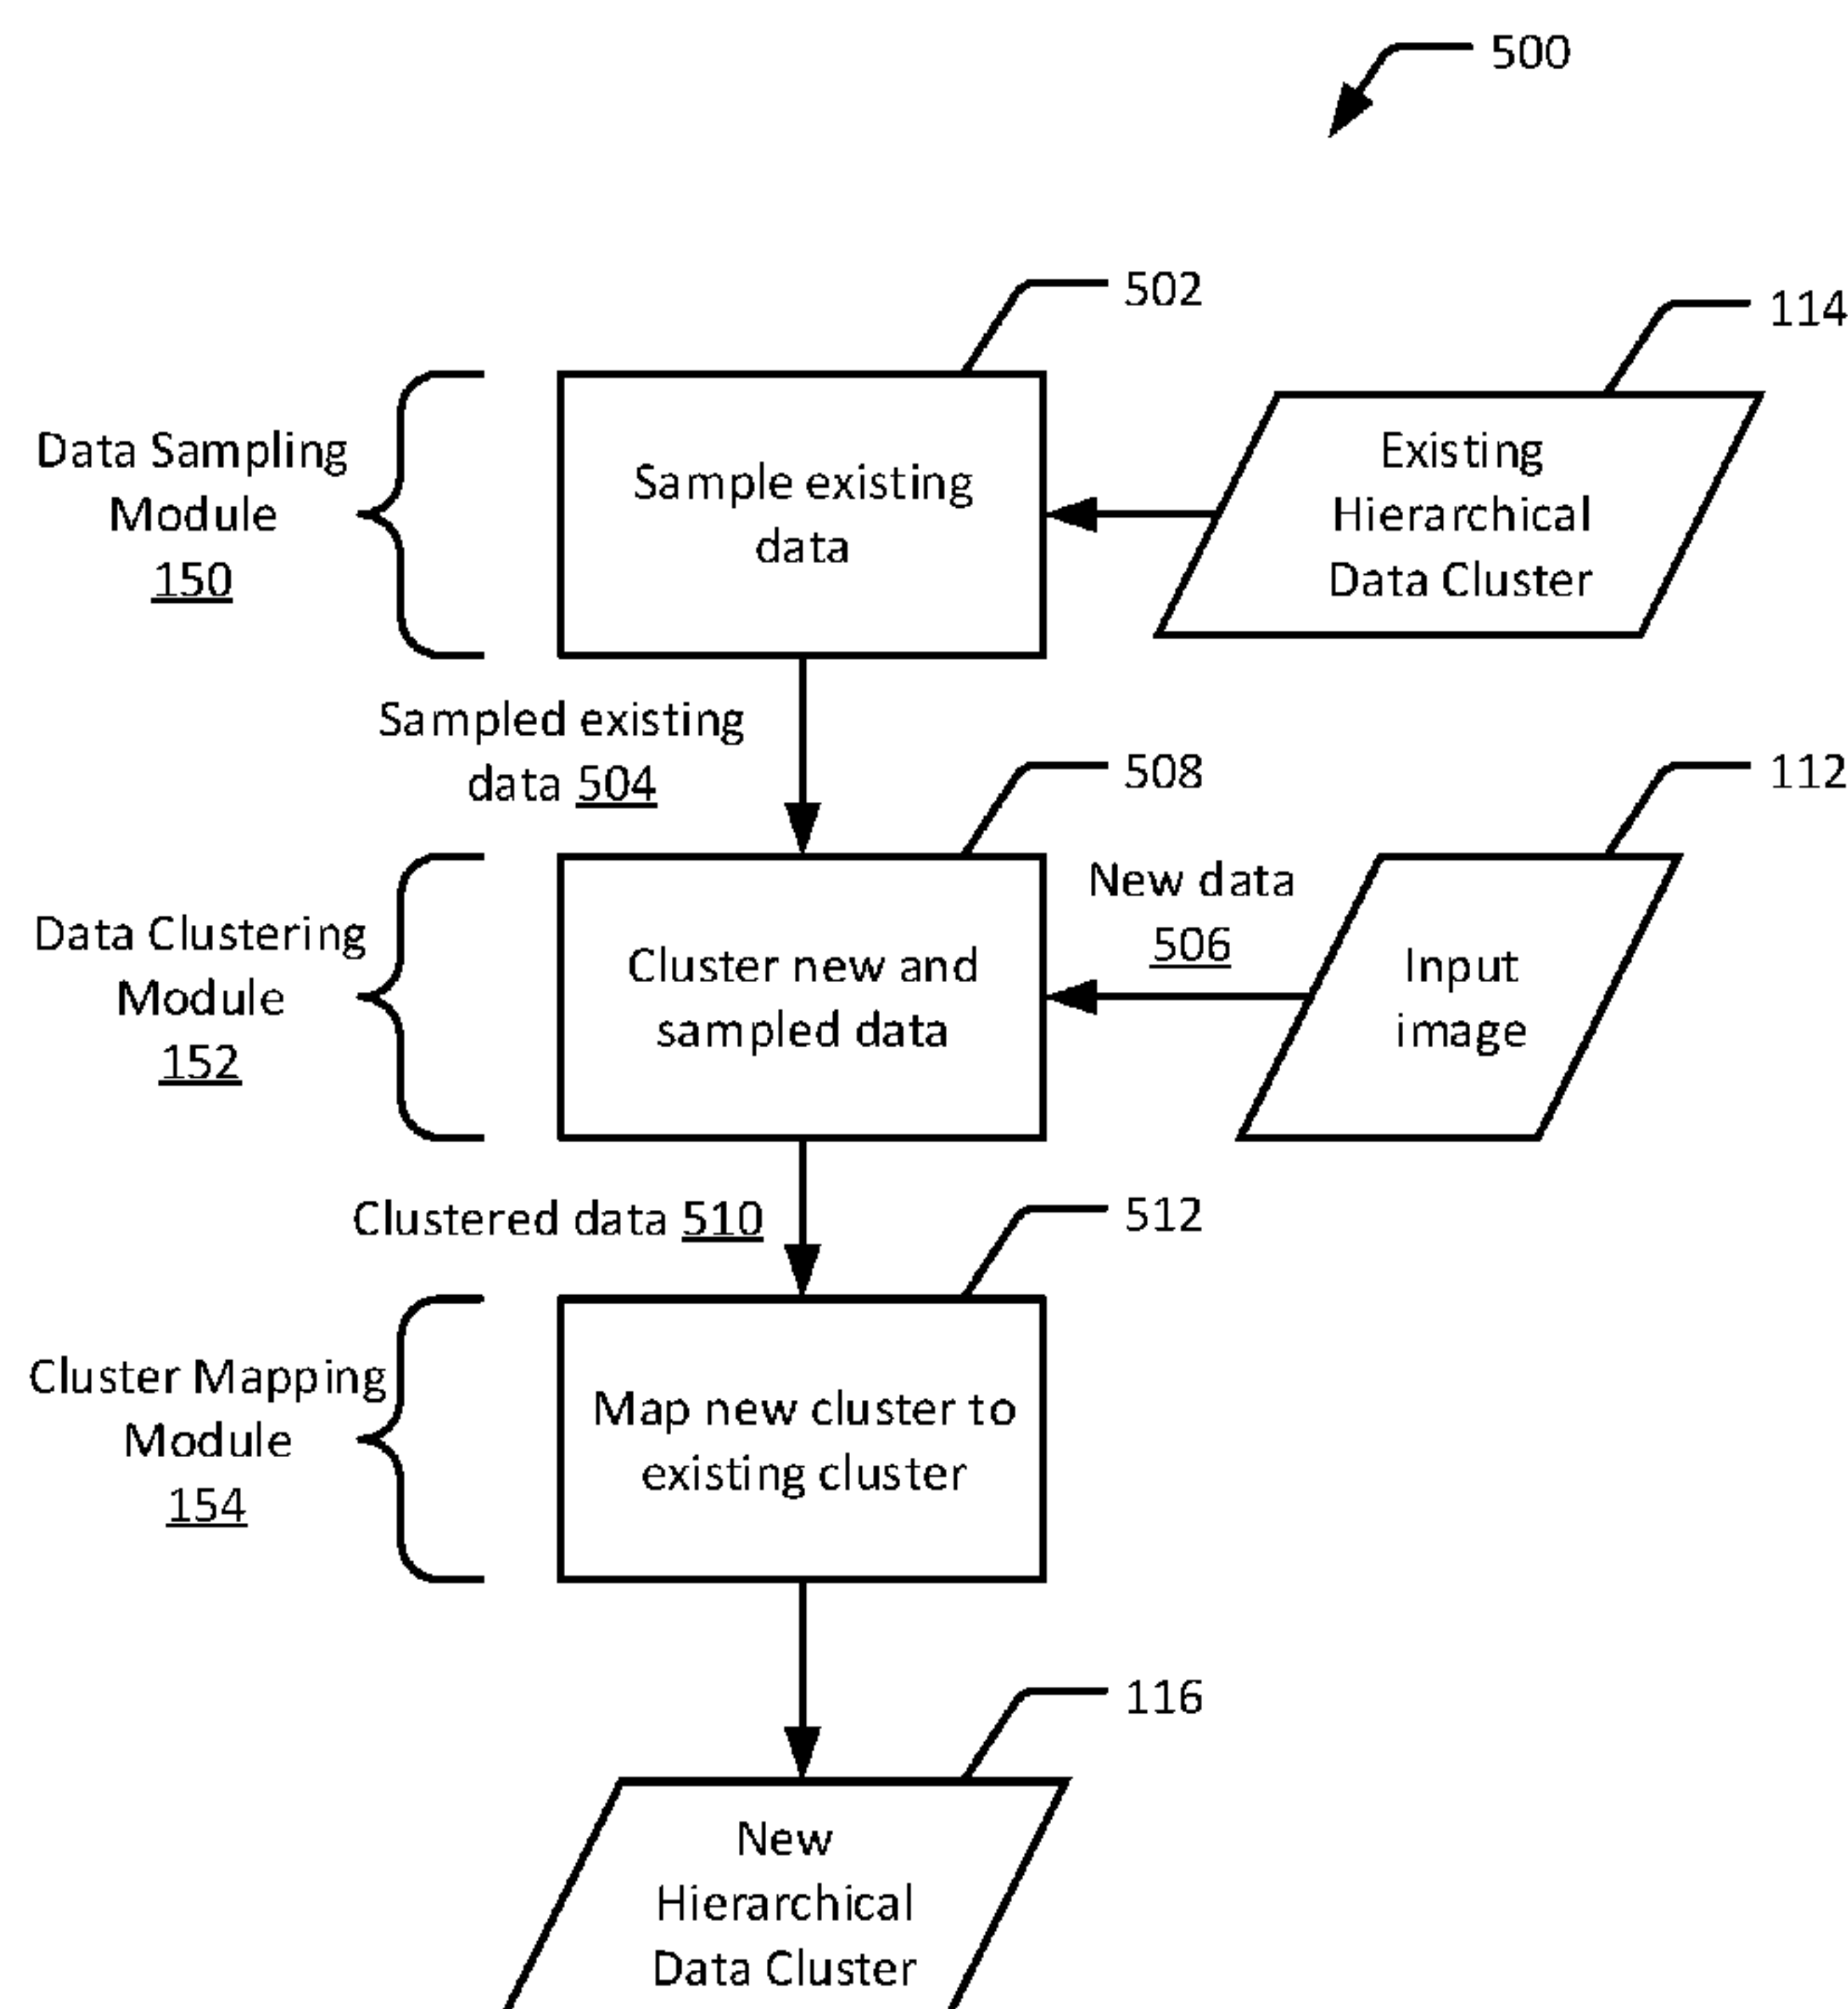 500
502
114
Data Sampling
Module
150
Sample existing
data
Existing
Hierarchical
Data Cluster
Sampled existing
data 504
508
112
Data Clustering
Module
152
Cluster new and
sampled data
New data
506
Input
image
Clustered data 510
512
Cluster Mapping
Module
154
Map new cluster to
existing cluster
116
New
Hierarchical
Data Cluster